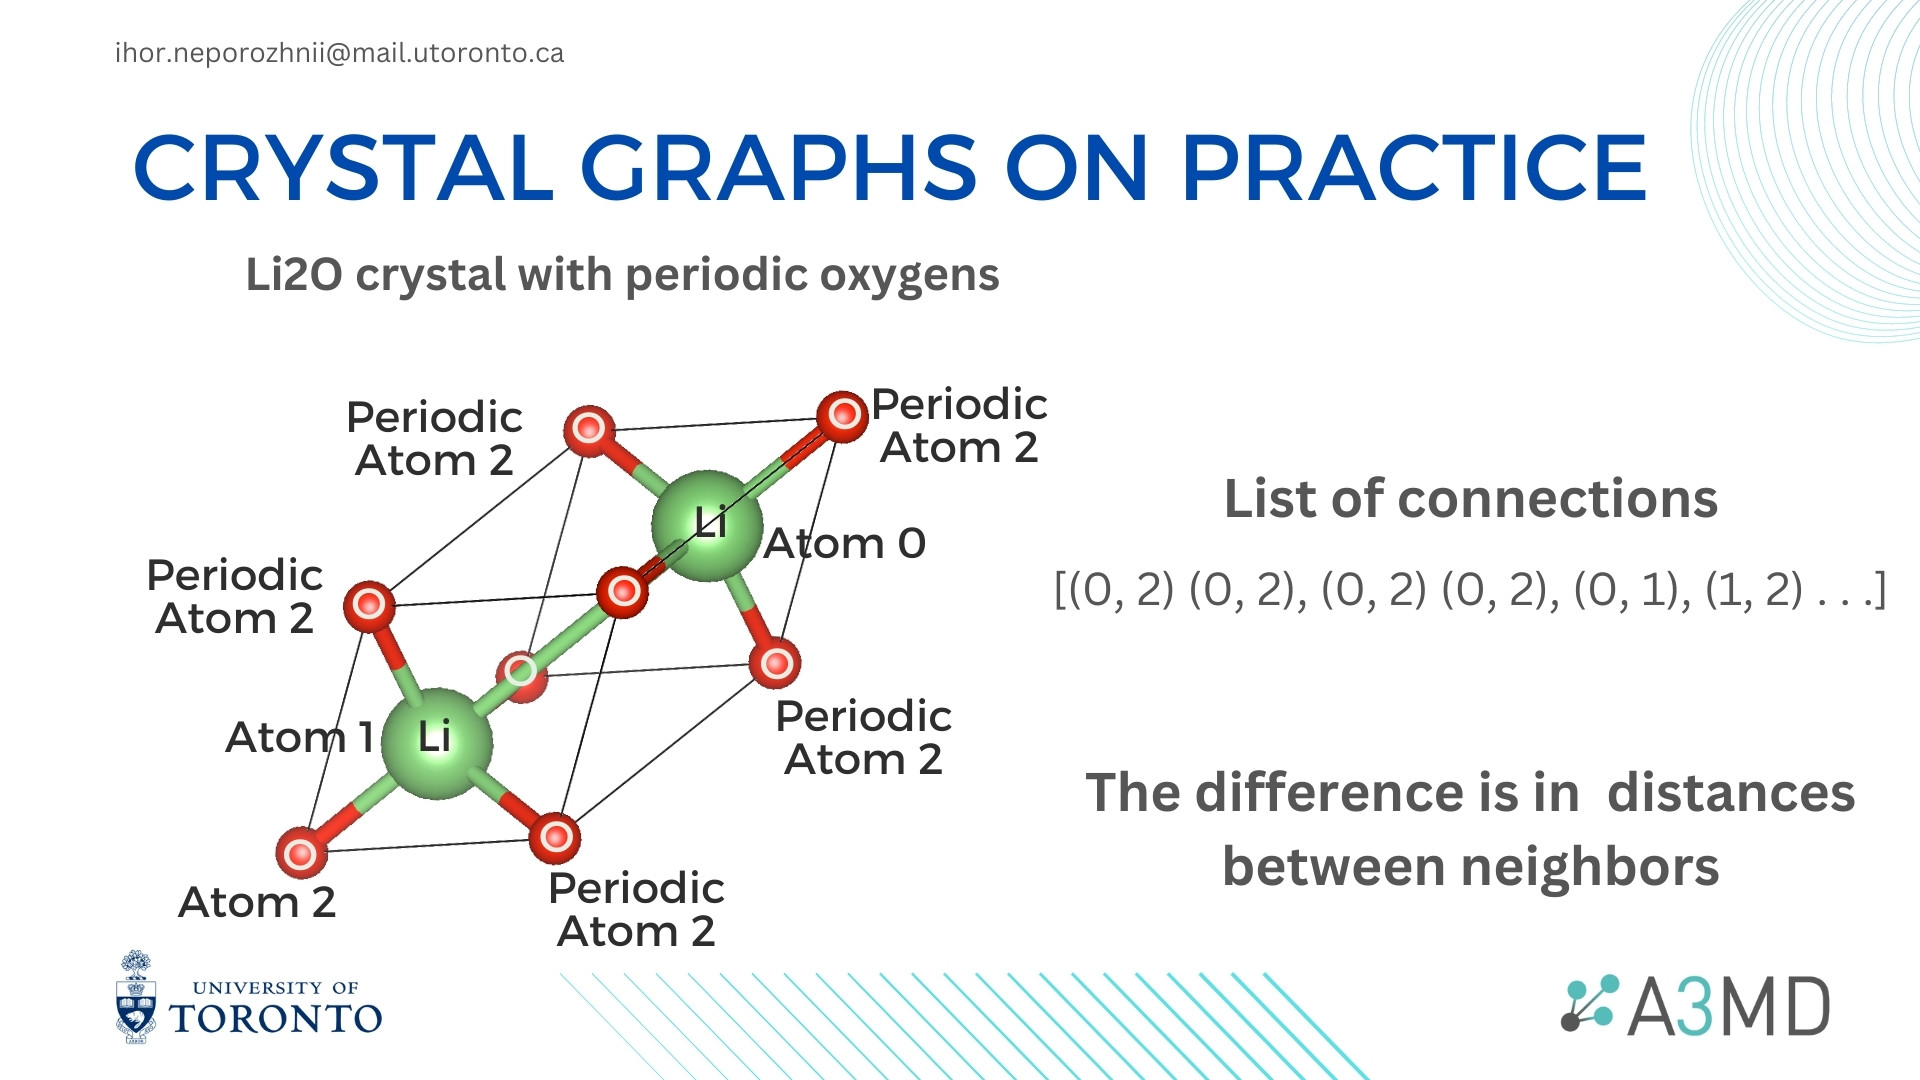 ihor.neporozhnii@mail.utoronto.ca
CRYSTAL GRAPHS ON PRACTICE
Li2O crystal with periodic oxygens
Periodic
Atom 2
Periodic
Atom 2
Li
Atom 0
Periodic
Atom 2
Periodic
Atom 2
Atom 1
Li
Atom 2
Periodic
Atom 2
List of connections
[(0, 2) (0, 2), (0, 2) (0, 2), (0, 1), (1, 2) . . .]
The difference is in  distances
between neighbors
UNIVERSITY OF
TORONTO
A3MD